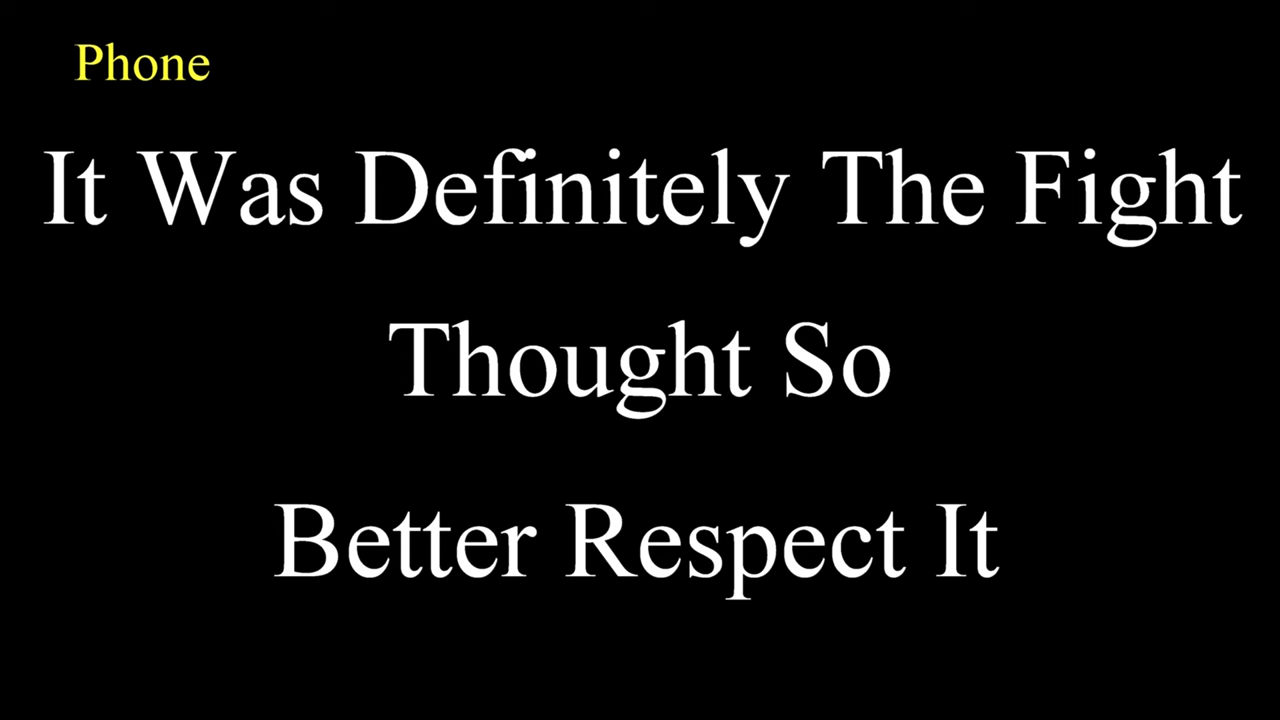 Phone
It Was Definitely The Fight
Thought So
Better Respect It